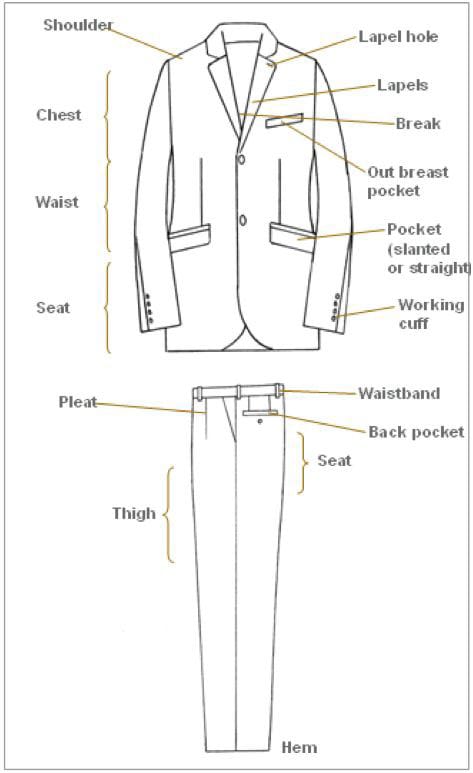 Shoulder
Lapel hole
Lapels
Chest
Break
Out breast
pocket
Waist
Pocket
(slanted
or straight)
Seat
Working
cuff
Waistband
Pleat
Back pocket
Seat
Thigh
Hem